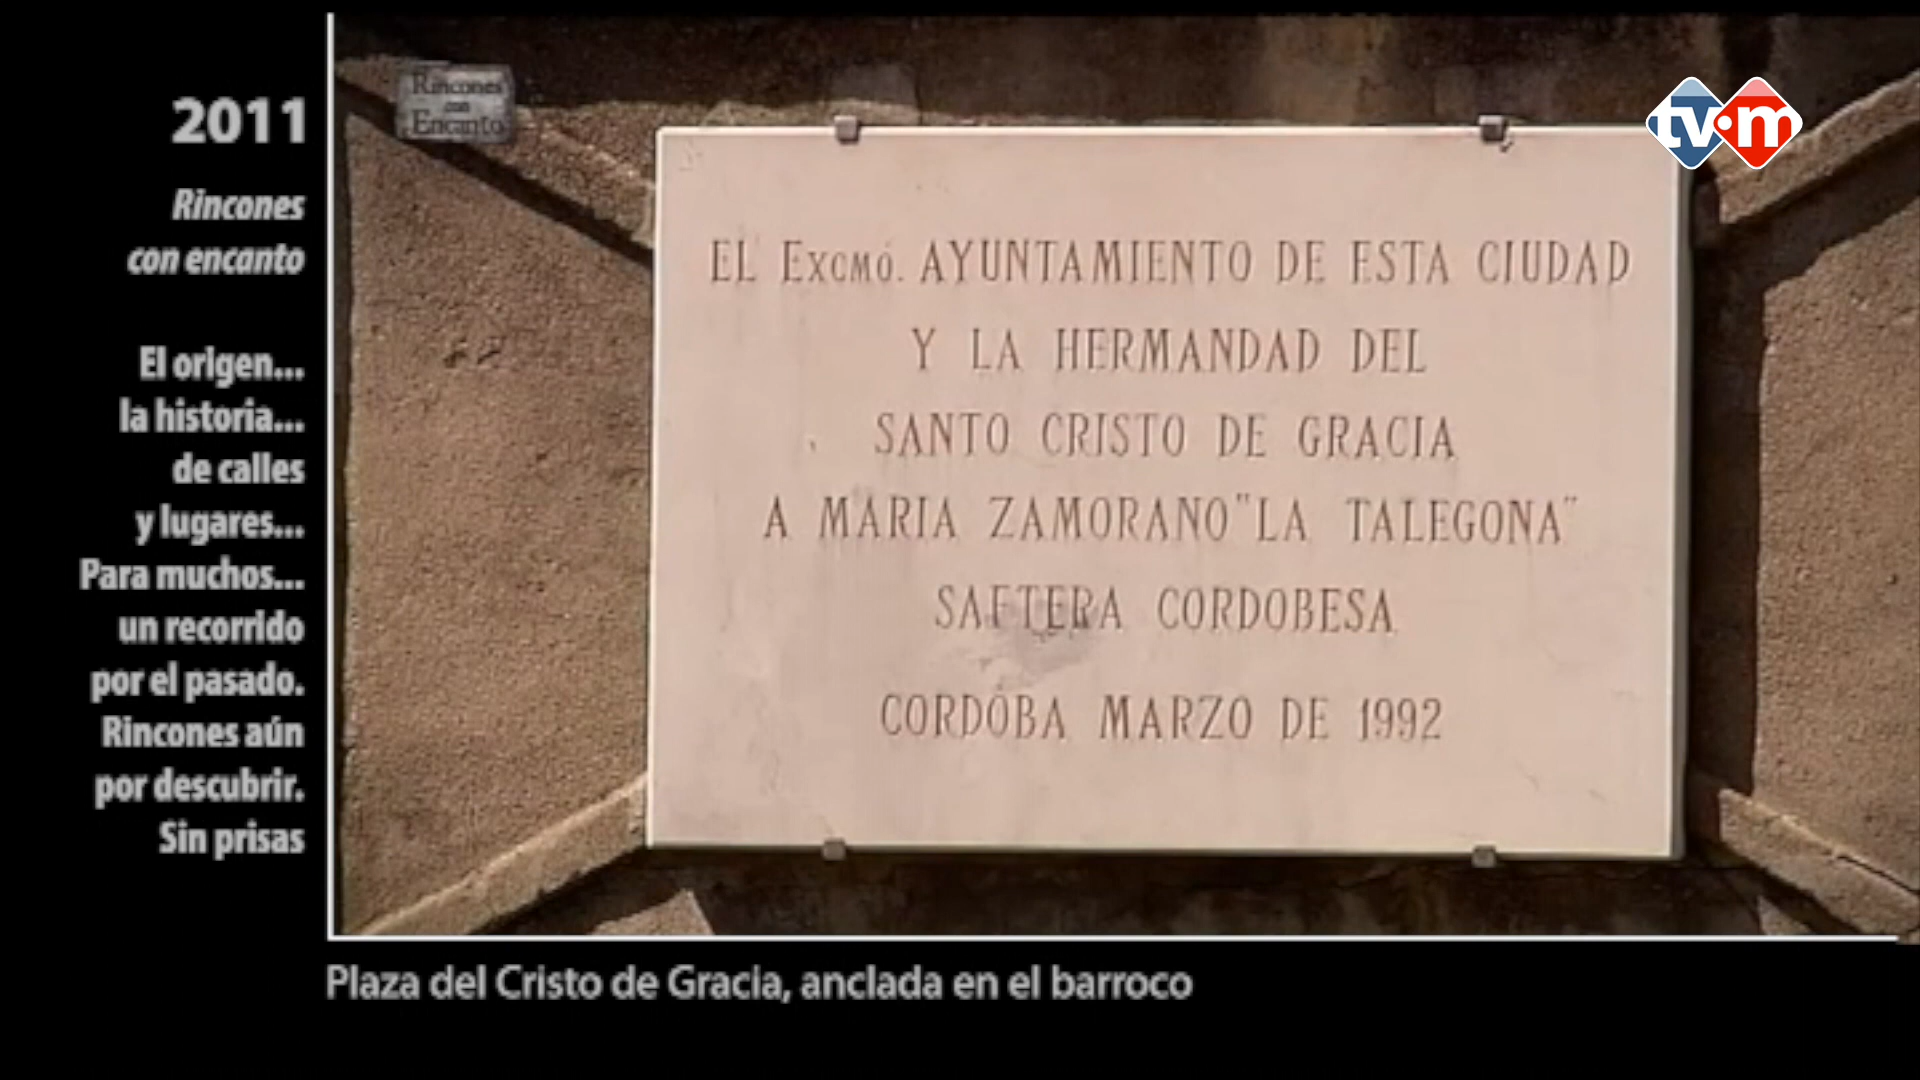 2011
Rincones
con encanto
El origen...
la historia...
de calles
y lugares...
Para muchos...
un recorrido
por el pasado.
Rincones aún
por descubrir.
Sin prisas
Rincones
con
Encanto
tv·m
EL EXCMÓ. AYUNTAMIENTO DE ESTA CIUDAD
Y LA HERMANDAD DEL
SANTO CRISTO DE GRACIA
A MARIA ZAMORANO "LA TALEGONA"
SAETERA CORDOBESA
CORDÓBA MARZO DE 1992
Plaza del Cristo de Gracia, anclada en el barroco